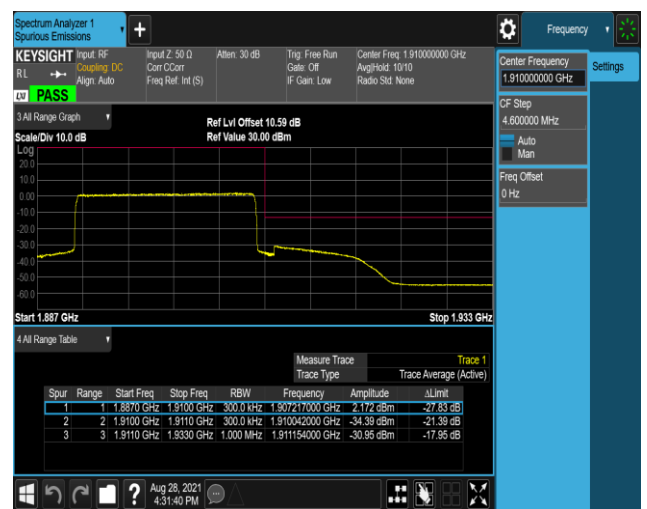 Spectrum Analyzer 1
Spurious Emissions
+
Frequency
KEYSIGHT
RL
LXI
PASS
Input: RF
Coupling: DC
Align: Auto
Input Z: 50 Ω
Corr CCorr
Freq Ref: Int (S)
Atten: 30 dB
Trig: Free Run
Gate: Off
IF Gain: Low
Center Freq: 1.910000000 GHz
Avg|Hold: 10/10
Radio Std: None
Center Frequency
1.910000000 GHz
Settings
CF Step
4.600000 MHz
Auto
Man
Freq Offset
0 Hz
3 All Range Graph
Scale/Div 10.0 dB
Ref Lvl Offset 10.59 dB
Ref Value 30.00 dBm
Log
20.0
10.0
0.00
-10.0
-20.0
-30.0
-40.0
-50.0
-60.0
Start 1.887 GHz
Stop 1.933 GHz
4 All Range Table
Measure Trace Trace 1
Trace Type Trace Average (Active)
Spur Range Start Freq Stop Freq RBW Frequency Amplitude ΔLimit
1 1 1.8870 GHz 1.9100 GHz 300.0 kHz 1.907217000 GHz 2.172 dBm -27.83 dB
2 2 1.9100 GHz 1.9110 GHz 300.0 kHz 1.910042000 GHz -34.39 dBm -21.39 dB
3 3 1.9110 GHz 1.9330 GHz 1.000 MHz 1.911154000 GHz -30.95 dBm -17.95 dB
?
Aug 28, 2021
4:31:40 PM